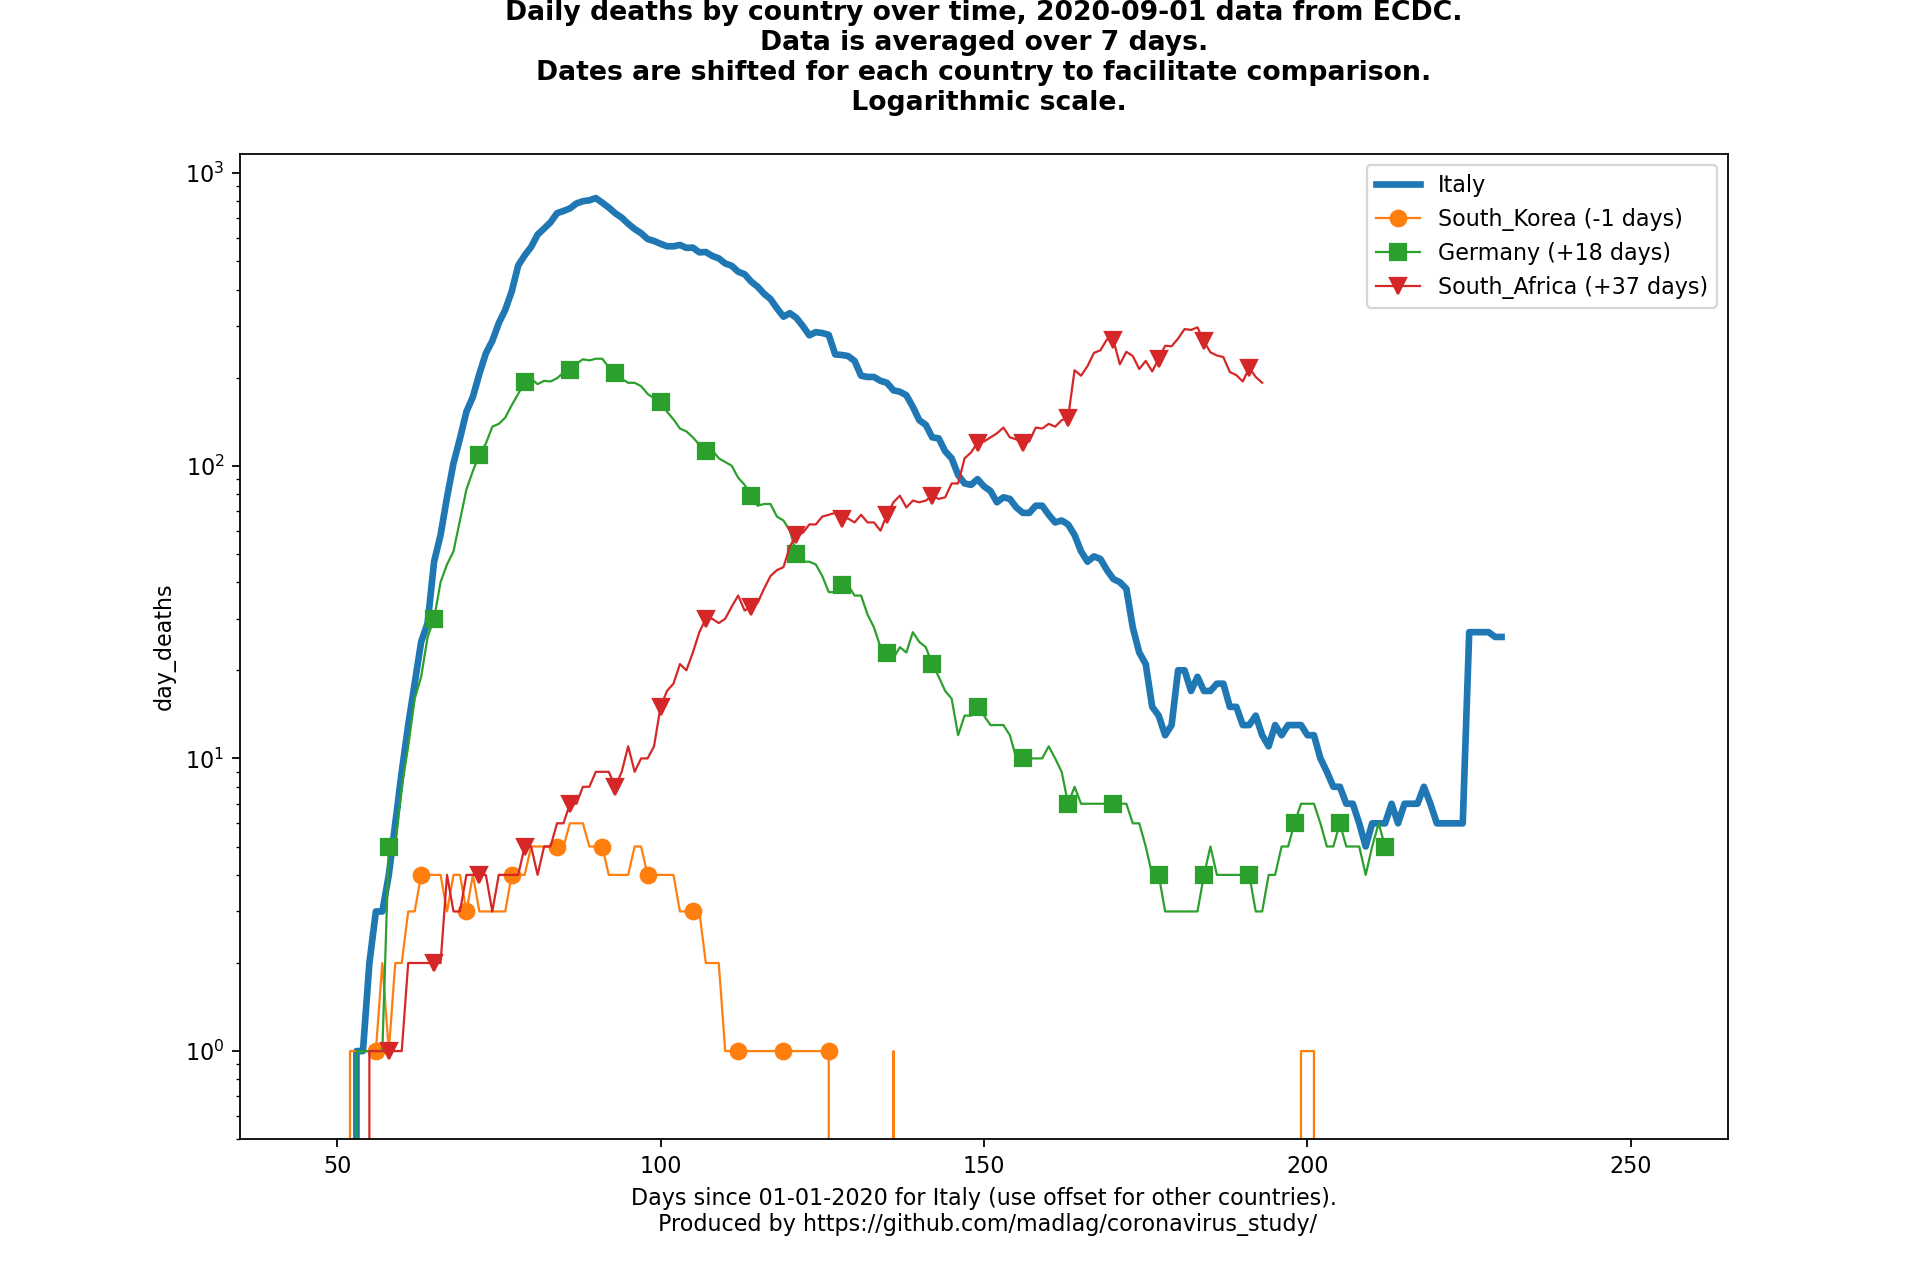 Daily deaths by country over time, 2020-09-01 data from ECDC.
Data is averaged over 7 days.
Dates are shifted for each country to facilitate comparison.
Logarithmic scale.
Italy
South_Korea (-1 days)
Germany (+18 days)
South_Africa (+37 days)
day_deaths
10³
10²
10¹
10⁰
50 100 150 200 250
Days since 01-01-2020 for Italy (use offset for other countries).
Produced by https://github.com/madlag/coronavirus_study/